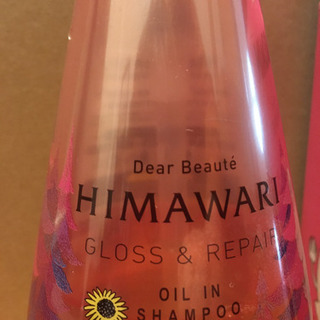 Dear Beauté
HIMAWARI
GLOSS & REPAIR
OIL IN
SHAMPOO